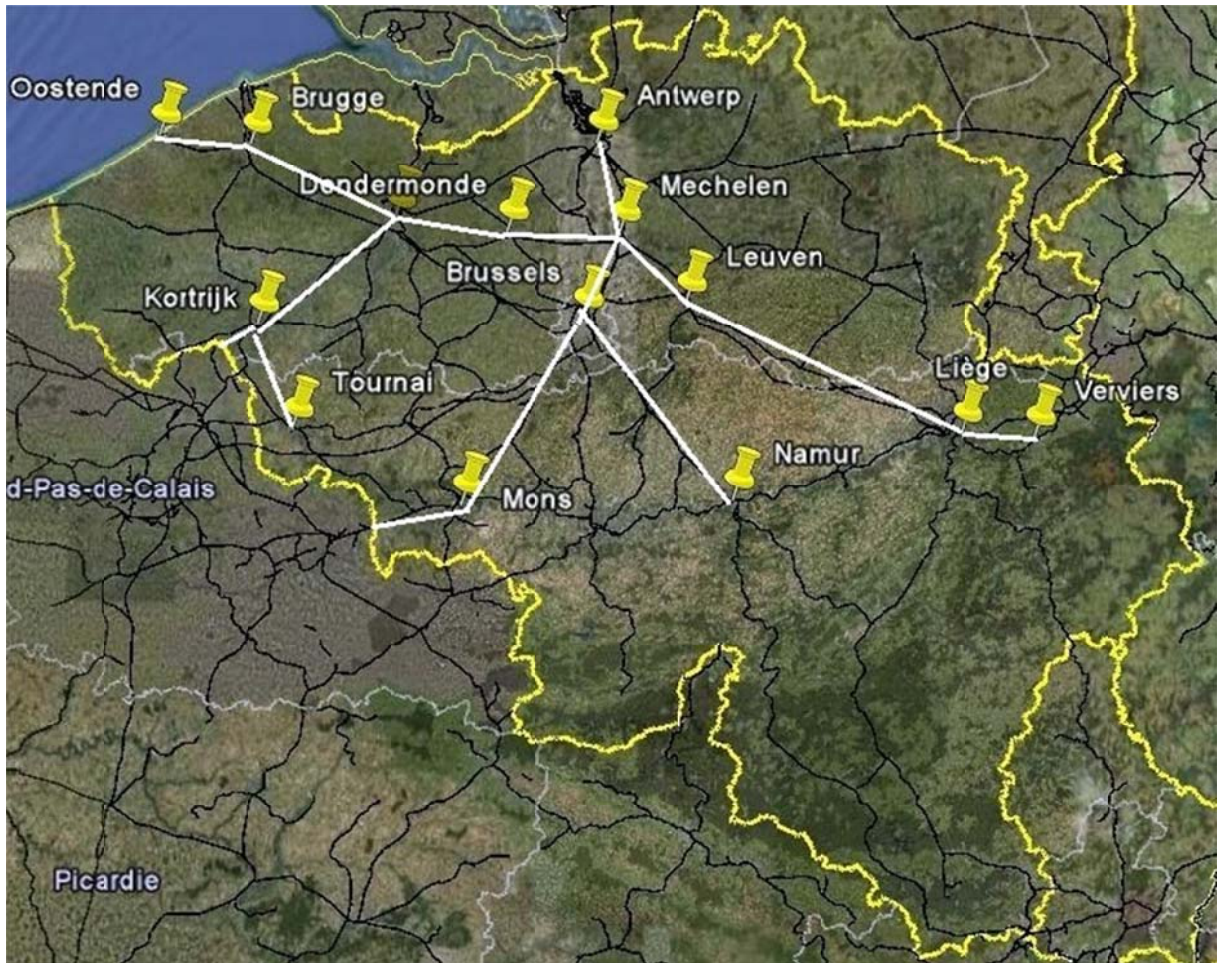 Oostende
Brugge
Antwerp
Dendermonde
Mechelen
Brussels
Leuven
Kortrijk
Tournai
Liège
Verviers
Namur
d-Pas-de-Calais
Mons
Picardie